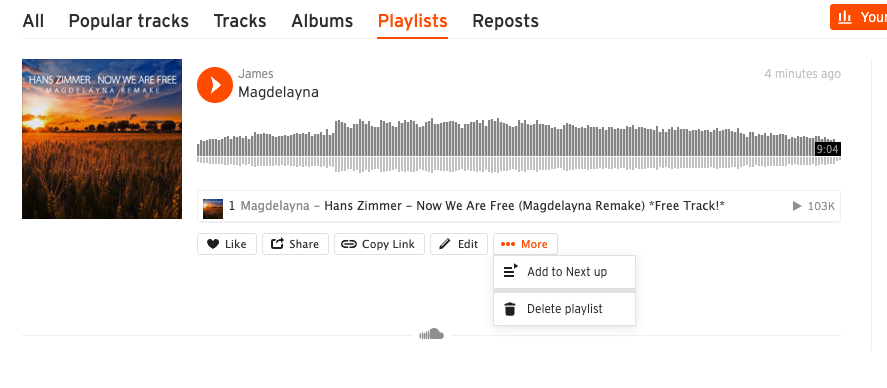 All Popular tracks Tracks Albums Playlists Reposts Your
HANS ZIMMER - NOW WE ARE FREE
MAGDELAYNA REMAKE
James 4 minutes ago
Magdelayna
9:04
1 Magdelayna – Hans Zimmer – Now We Are Free (Magdelayna Remake) *Free Track!* 103K
Like Share Copy Link Edit More
Add to Next up
Delete playlist